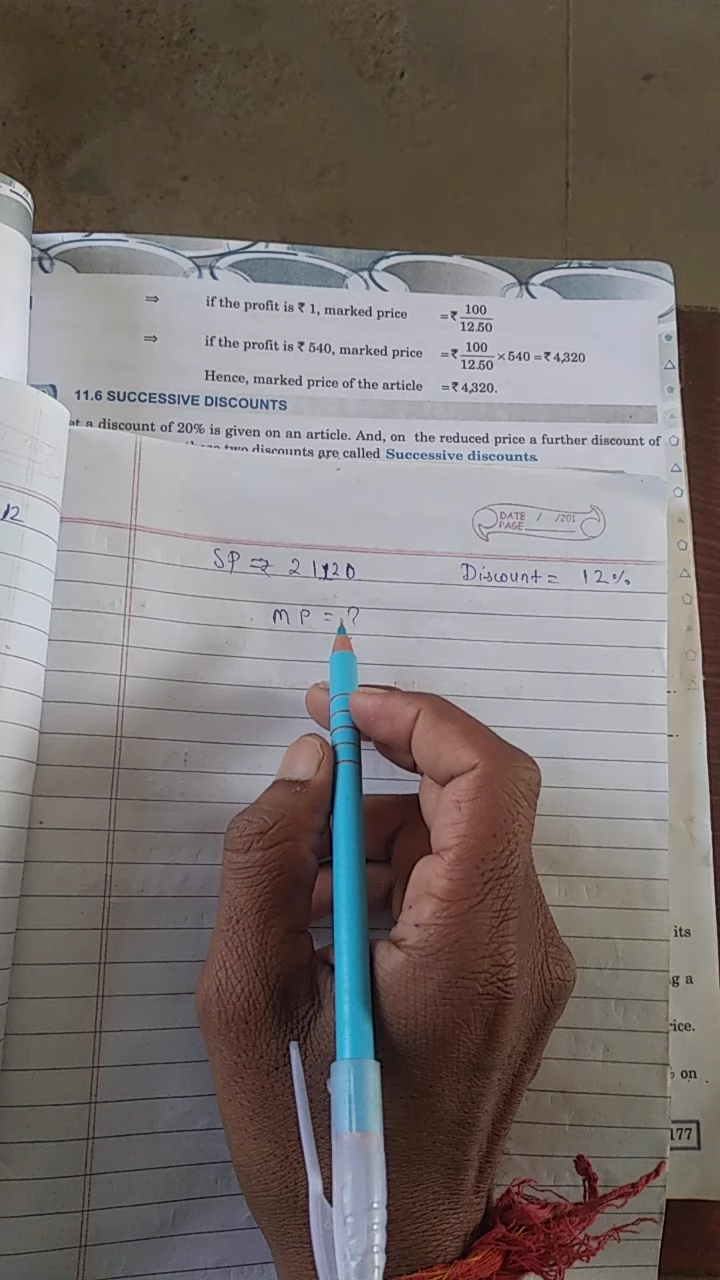 ⇒ if the profit is ₹ 1, marked price = ₹ 100/12.50
⇒ if the profit is ₹ 540, marked price = ₹ 100/12.50 × 540 = ₹ 4,320
Hence, marked price of the article = ₹ 4,320.
11.6 SUCCESSIVE DISCOUNTS
a discount of 20% is given on an article. And, on the reduced price a further discount of
two discounts are called Successive discounts
DATE / /201
PAGE
12
SP = Discount = 12%
MP = ?
its
g a
rice.
on
177